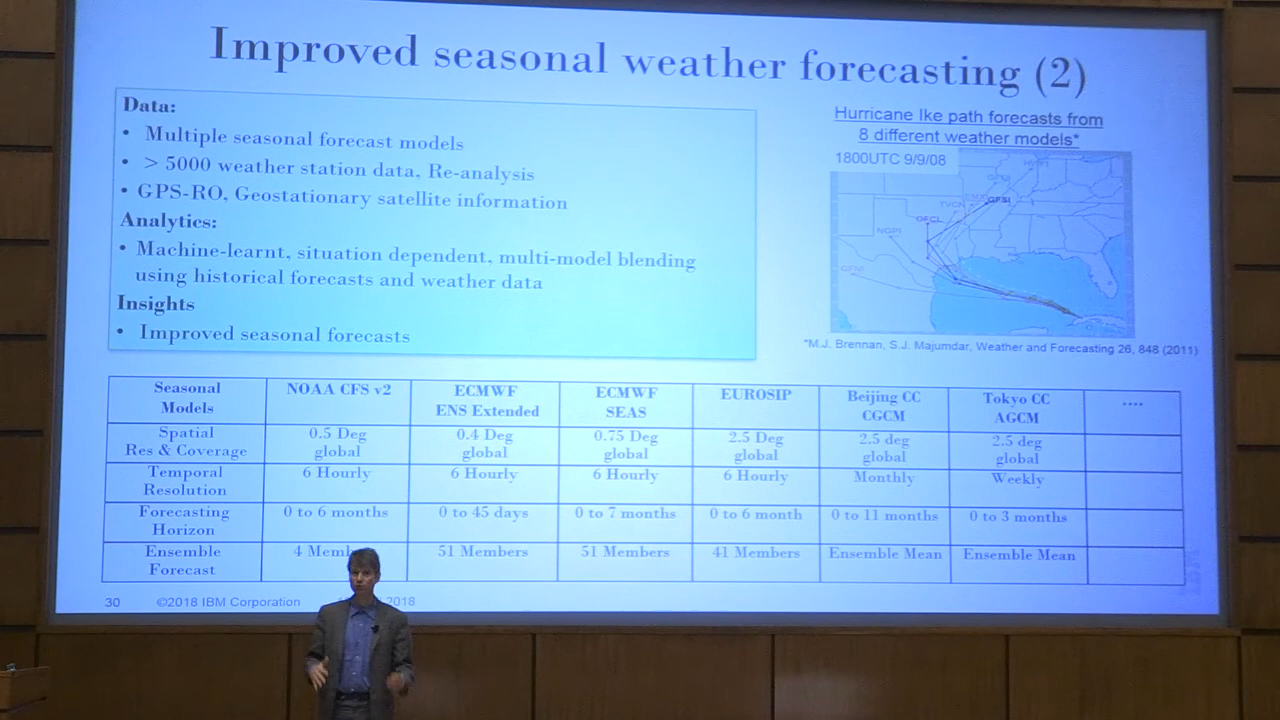 Improved seasonal weather forecasting (2)
Data:
• Multiple seasonal forecast models
• > 5000 weather station data, Re-analysis
• GPS-RO, Geostationary satellite information
Analytics:
• Machine-learnt, situation dependent, multi-model blending
using historical forecasts and weather data
Insights
• Improved seasonal forecasts
Hurricane Ike path forecasts from
8 different weather models*
1800UTC 9/9/08
GFSI
TVCN
OFCL
NGPI
*M.J. Brennan, S.J. Majumdar, Weather and Forecasting 26, 848 (2011)
Seasonal
Models
NOAA CFS v2
ECMWF
ENS Extended
ECMWF
SEAS
EUROSIP
Beijing CC
CGCM
Tokyo CC
AGCM
....
Spatial
Res & Coverage
0.5 Deg
global
0.4 Deg
global
0.75 Deg
global
2.5 Deg
global
2.5 deg
global
2.5 deg
global
Temporal
Resolution
6 Hourly
6 Hourly
6 Hourly
6 Hourly
Monthly
Weekly
Forecasting
Horizon
0 to 6 months
0 to 45 days
0 to 7 months
0 to 6 month
0 to 11 months
0 to 3 months
Ensemble
Forecast
4
51 Members
51 Members
41 Members
Ensemble Mean
Ensemble Mean
30 ©2018 IBM Corporation 2018